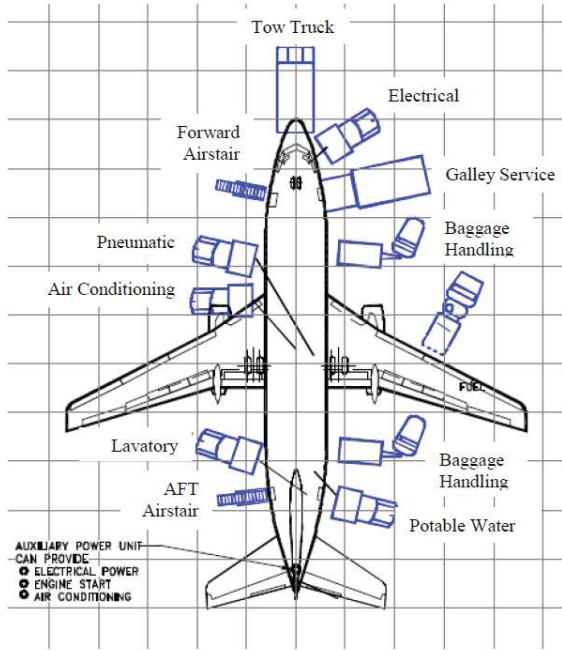 Tow Truck
Electrical
Forward
Airstair
Galley Service
Pneumatic
Baggage
Handling
Air Conditioning
FUEL
Lavatory
Baggage
Handling
AFT
Airstair
Potable Water
AUXILIARY POWER UNIT
CAN PROVIDE
ELECTRICAL POWER
ENGINE START
AIR CONDITIONING